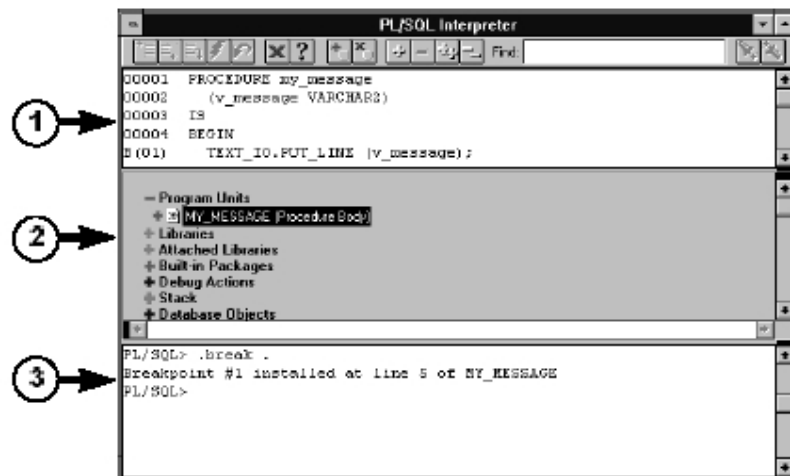 PL/SQL Interpreter
Find:
00001 PROCEDURE my_message
00002 (v_message VARCHAR2)
00003 IS
00004 BEGIN
B(01) TEXT_IO.PUT_LINE (v_message);
1
− Program Units
+ MY_MESSAGE (Procedure Body)
+ Libraries
+ Attached Libraries
+ Built-in Packages
+ Debug Actions
+ Stack
+ Database Objects
2
PL/SQL> .break .
Breakpoint #1 installed at line 5 of MY_MESSAGE
PL/SQL>
3